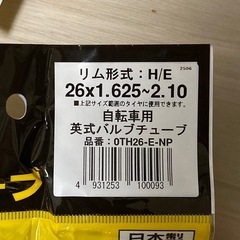 7506
リム形式：H/E
26x1.625~2.10
■上記サイズ範囲のタイヤに使用できます。
自転車用
英式バルブチューブ
品番：0TH26-E-NP
4 931253 100093
日本製